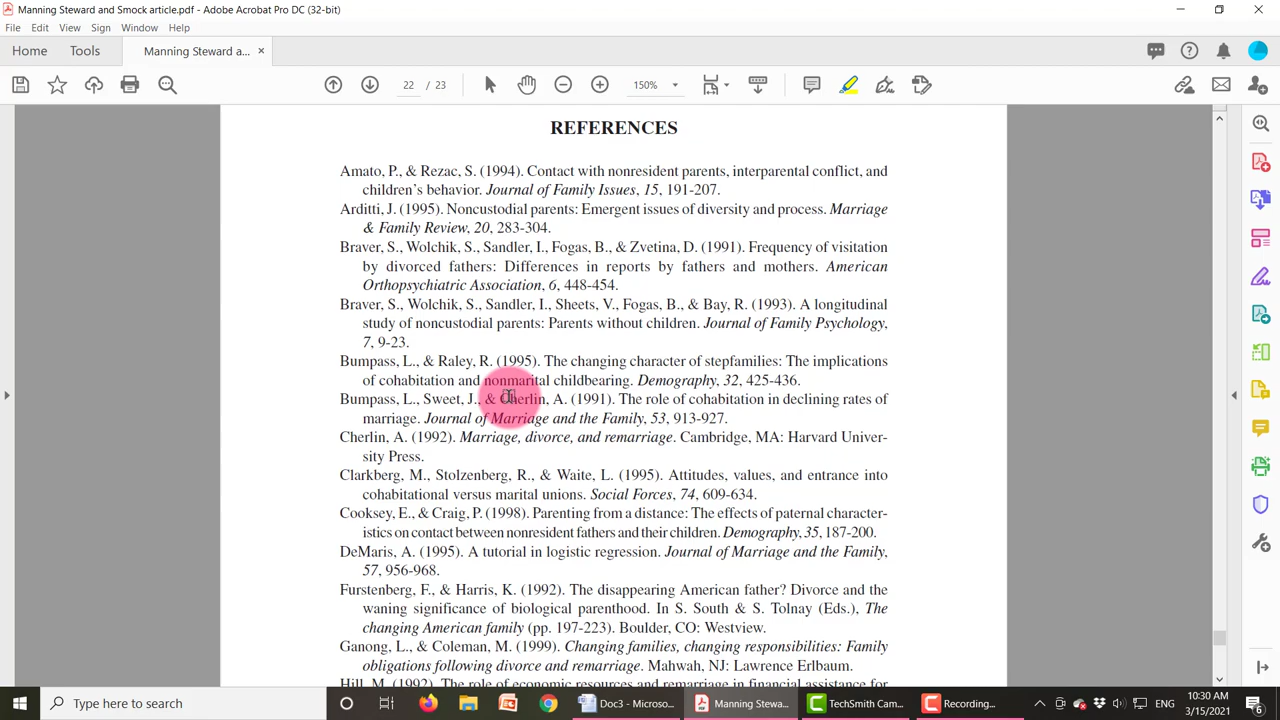 Manning Steward and Smock article.pdf - Adobe Acrobat Pro DC (32-bit)
File Edit View Sign Window Help
Home Tools Manning Steward a... ×
22 / 23 150%
REFERENCES
Amato, P., & Rezac, S. (1994). Contact with nonresident parents, interparental conflict, and
children's behavior. Journal of Family Issues, 15, 191-207.
Arditti, J. (1995). Noncustodial parents: Emergent issues of diversity and process. Marriage
& Family Review, 20, 283-304.
Braver, S., Wolchik, S., Sandler, I., Fogas, B., & Zvetina, D. (1991). Frequency of visitation
by divorced fathers: Differences in reports by fathers and mothers. American
Orthopsychiatric Association, 6, 448-454.
Braver, S., Wolchik, S., Sandler, I., Sheets, V., Fogas, B., & Bay, R. (1993). A longitudinal
study of noncustodial parents: Parents without children. Journal of Family Psychology,
7, 9-23.
Bumpass, L., & Raley, R. (1995). The changing character of stepfamilies: The implications
of cohabitation and nonmarital childbearing. Demography, 32, 425-436.
Bumpass, L., Sweet, J., & Cherlin, A. (1991). The role of cohabitation in declining rates of
marriage. Journal of Marriage and the Family, 53, 913-927.
Cherlin, A. (1992). Marriage, divorce, and remarriage. Cambridge, MA: Harvard Univer-
sity Press.
Clarkberg, M., Stolzenberg, R., & Waite, L. (1995). Attitudes, values, and entrance into
cohabitational versus marital unions. Social Forces, 74, 609-634.
Cooksey, E., & Craig, P. (1998). Parenting from a distance: The effects of paternal character-
istics on contact between nonresident fathers and their children. Demography, 35, 187-200.
DeMaris, A. (1995). A tutorial in logistic regression. Journal of Marriage and the Family,
57, 956-968.
Furstenberg, F., & Harris, K. (1992). The disappearing American father? Divorce and the
waning significance of biological parenthood. In S. South & S. Tolnay (Eds.), The
changing American family (pp. 197-223). Boulder, CO: Westview.
Ganong, L., & Coleman, M. (1999). Changing families, changing responsibilities: Family
obligations following divorce and remarriage. Mahwah, NJ: Lawrence Erlbaum.
Hill, M. (1992). The role of economic resources and remarriage in financial assistance for
Type here to search
Doc3 - Microso...
Manning Stewa...
TechSmith Cam...
Recording...
ENG
10:30 AM
3/15/2021
6